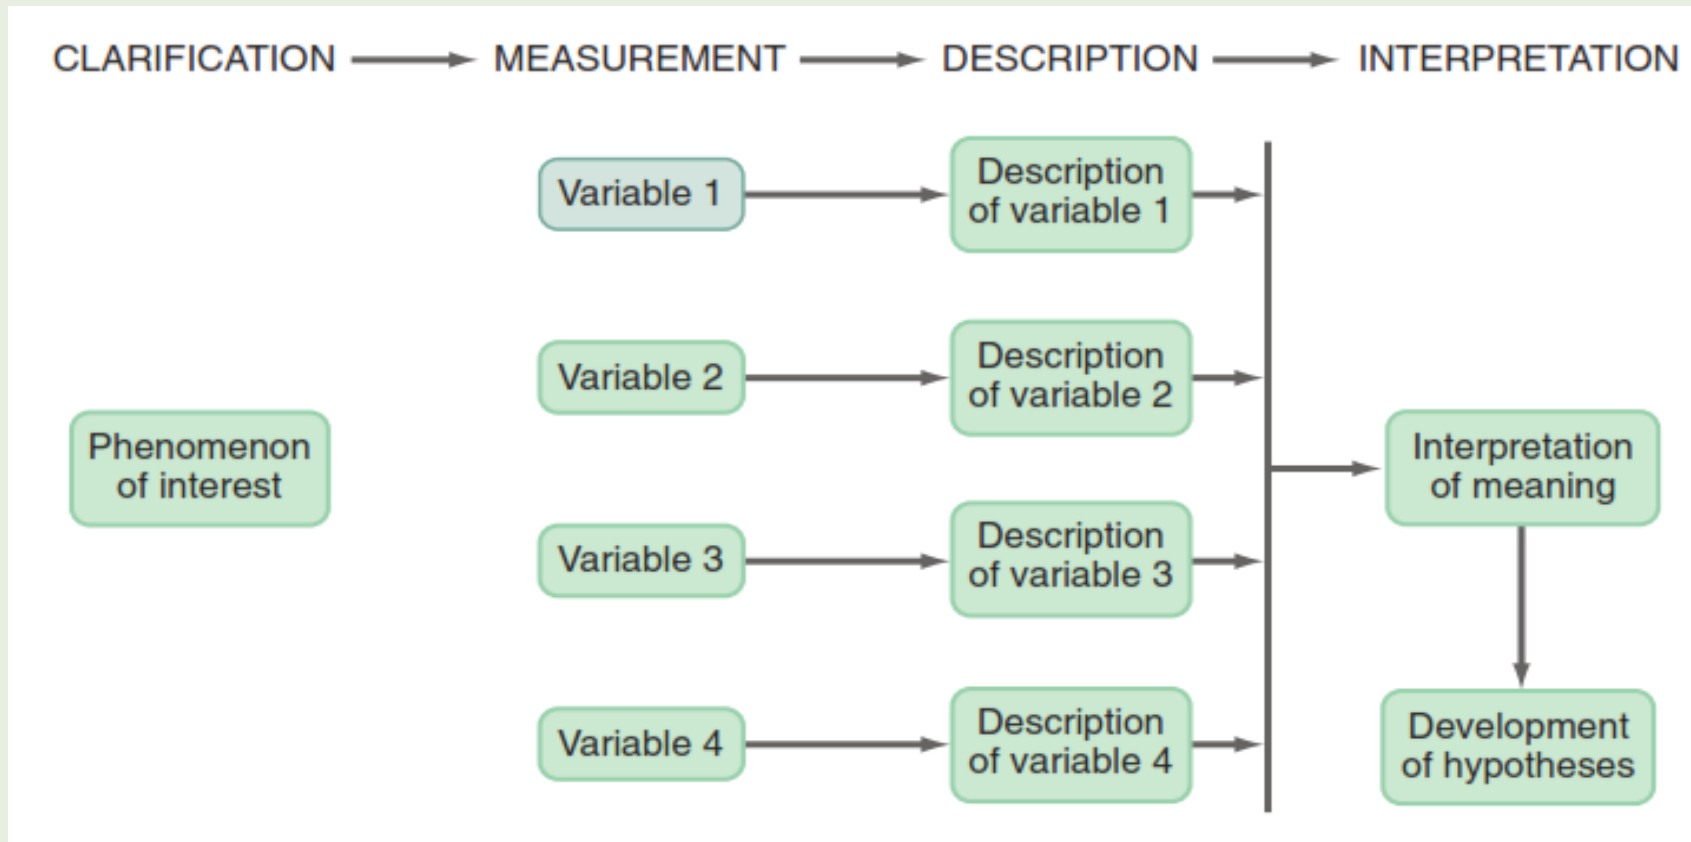 CLARIFICATION MEASUREMENT DESCRIPTION INTERPRETATION
Phenomenon
of interest
Variable 1
Variable 2
Variable 3
Variable 4
Description
of variable 1
Description
of variable 2
Description
of variable 3
Description
of variable 4
Interpretation
of meaning
Development
of hypotheses